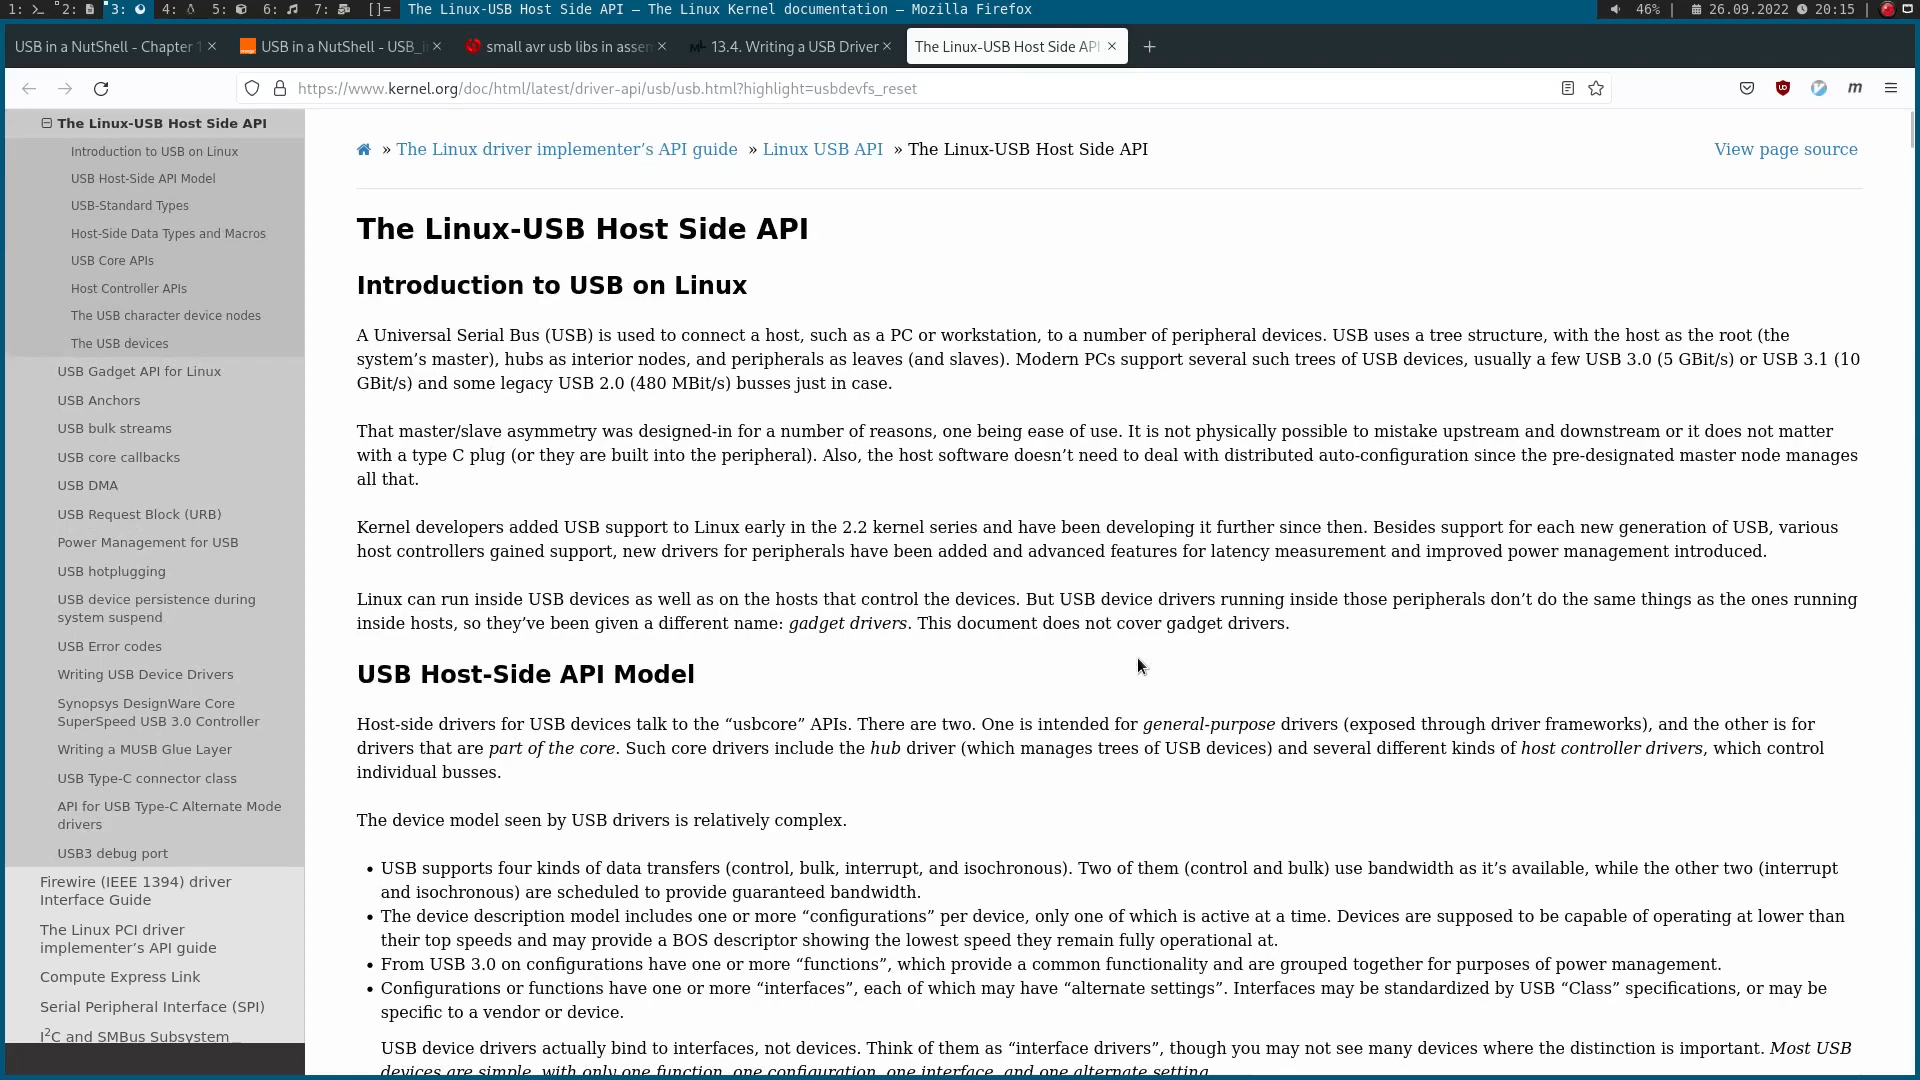 1: 2: 3: 4: 5: 6: 7: []= The Linux-USB Host Side API — The Linux Kernel documentation — Mozilla Firefox 46% | 26.09.2022 20:15 |
USB in a NutShell - Chapter 1 × USB in a NutShell - USB_i × small avr usb libs in assem × 13.4. Writing a USB Driver × The Linux-USB Host Side API × +
https://www.kernel.org/doc/html/latest/driver-api/usb/usb.html?highlight=usbdevfs_reset
The Linux-USB Host Side API
Introduction to USB on Linux
USB Host-Side API Model
USB-Standard Types
Host-Side Data Types and Macros
USB Core APIs
Host Controller APIs
The USB character device nodes
The USB devices
USB Gadget API for Linux
USB Anchors
USB bulk streams
USB core callbacks
USB DMA
USB Request Block (URB)
Power Management for USB
USB hotplugging
USB device persistence during
system suspend
USB Error codes
Writing USB Device Drivers
Synopsys DesignWare Core
SuperSpeed USB 3.0 Controller
Writing a MUSB Glue Layer
USB Type-C connector class
API for USB Type-C Alternate Mode
drivers
USB3 debug port
Firewire (IEEE 1394) driver
Interface Guide
The Linux PCI driver
implementer’s API guide
Compute Express Link
Serial Peripheral Interface (SPI)
I2C and SMBus Subsystem
» The Linux driver implementer’s API guide » Linux USB API » The Linux-USB Host Side API View page source
The Linux-USB Host Side API
Introduction to USB on Linux
A Universal Serial Bus (USB) is used to connect a host, such as a PC or workstation, to a number of peripheral devices. USB uses a tree structure, with the host as the root (the
system’s master), hubs as interior nodes, and peripherals as leaves (and slaves). Modern PCs support several such trees of USB devices, usually a few USB 3.0 (5 GBit/s) or USB 3.1 (10
GBit/s) and some legacy USB 2.0 (480 MBit/s) busses just in case.
That master/slave asymmetry was designed-in for a number of reasons, one being ease of use. It is not physically possible to mistake upstream and downstream or it does not matter
with a type C plug (or they are built into the peripheral). Also, the host software doesn’t need to deal with distributed auto-configuration since the pre-designated master node manages
all that.
Kernel developers added USB support to Linux early in the 2.2 kernel series and have been developing it further since then. Besides support for each new generation of USB, various
host controllers gained support, new drivers for peripherals have been added and advanced features for latency measurement and improved power management introduced.
Linux can run inside USB devices as well as on the hosts that control the devices. But USB device drivers running inside those peripherals don’t do the same things as the ones running
inside hosts, so they’ve been given a different name: gadget drivers. This document does not cover gadget drivers.
USB Host-Side API Model
Host-side drivers for USB devices talk to the “usbcore” APIs. There are two. One is intended for general-purpose drivers (exposed through driver frameworks), and the other is for
drivers that are part of the core. Such core drivers include the hub driver (which manages trees of USB devices) and several different kinds of host controller drivers, which control
individual busses.
The device model seen by USB drivers is relatively complex.
• USB supports four kinds of data transfers (control, bulk, interrupt, and isochronous). Two of them (control and bulk) use bandwidth as it’s available, while the other two (interrupt
and isochronous) are scheduled to provide guaranteed bandwidth.
• The device description model includes one or more “configurations” per device, only one of which is active at a time. Devices are supposed to be capable of operating at lower than
their top speeds and may provide a BOS descriptor showing the lowest speed they remain fully operational at.
• From USB 3.0 on configurations have one or more “functions”, which provide a common functionality and are grouped together for purposes of power management.
• Configurations or functions have one or more “interfaces”, each of which may have “alternate settings”. Interfaces may be standardized by USB “Class” specifications, or may be
specific to a vendor or device.
USB device drivers actually bind to interfaces, not devices. Think of them as “interface drivers”, though you may not see many devices where the distinction is important. Most USB
devices are simple, with only one function, one configuration, one interface, and one alternate setting.